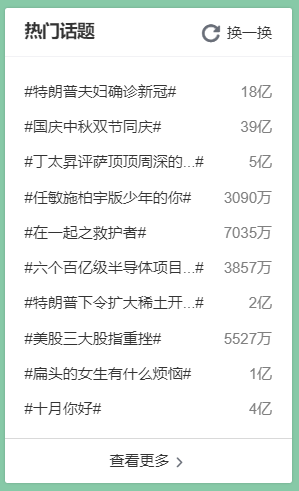 热门话题 换一换
#特朗普夫妇确诊新冠# 18亿
#国庆中秋双节同庆# 39亿
#丁太昇评萨顶顶周深的...# 5亿
#任敏施柏宇版少年的你# 3090万
#在一起之救护者# 7035万
#六个百亿级半导体项目...# 3857万
#特朗普下令扩大稀土开...# 2亿
#美股三大股指重挫# 5527万
#扁头的女生有什么烦恼# 1亿
#十月你好# 4亿
查看更多 >